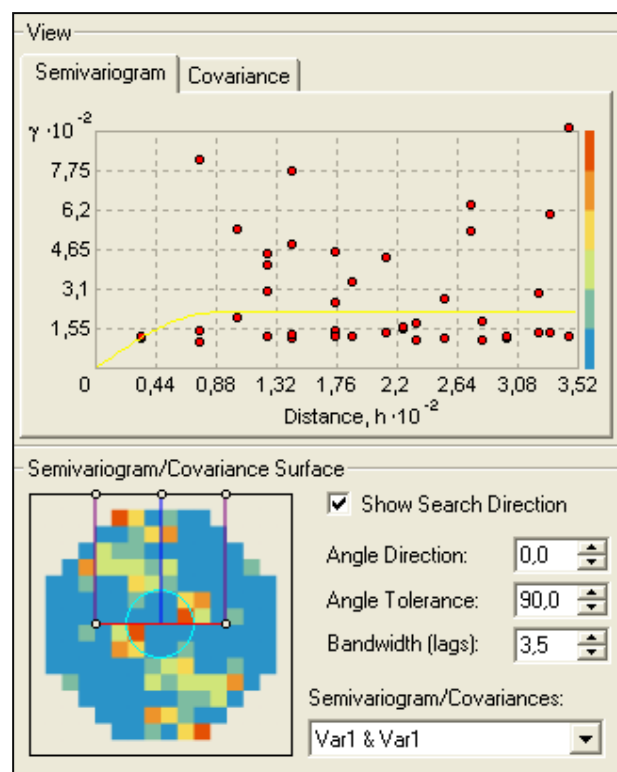 View
Semivariogram Covariance
γ ·10⁻²
7,75
6,2
4,65
3,1
1,55
0 0,44 0,88 1,32 1,76 2,2 2,64 3,08 3,52
Distance, h ·10⁻²
Semivariogram/Covariance Surface
Show Search Direction
Angle Direction: 0,0
Angle Tolerance: 90,0
Bandwidth (lags): 3,5
Semivariogram/Covariances:
Var1 & Var1